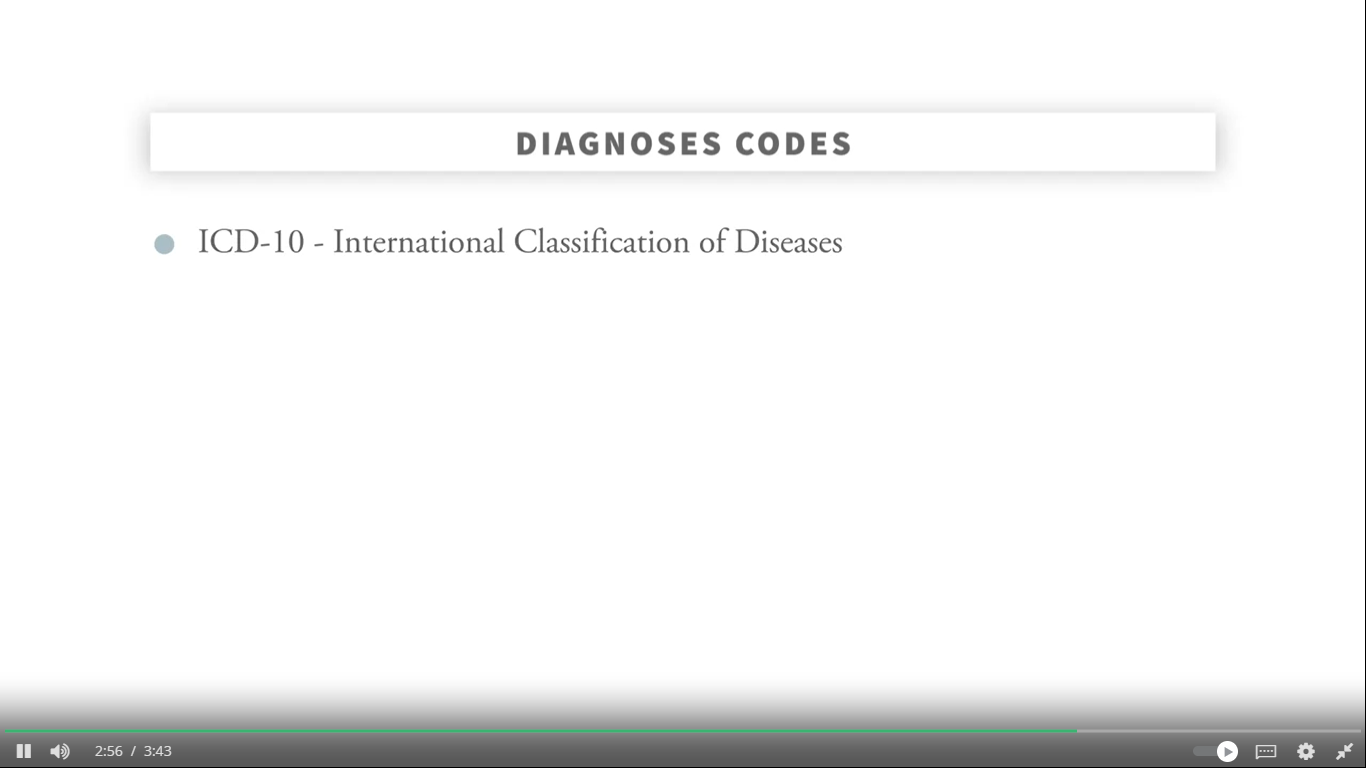 DIAGNOSES CODES
ICD-10 - International Classification of Diseases
2:56 / 3:43